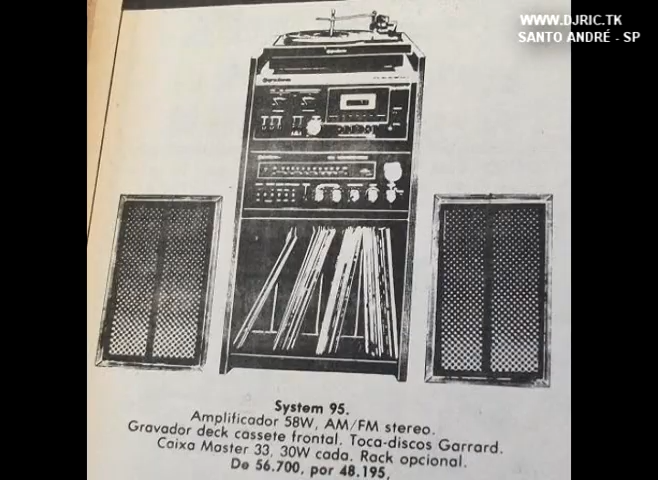 WWW.DJRIC.TK
SANTO ANDRÉ - SP
System 95.
Amplificador 58W, AM/FM stereo.
Gravador deck cassete frontal. Toca-discos Garrard.
Caixa Master 33, 30W cada. Rack opcional.
De 56.700, por 48.195,